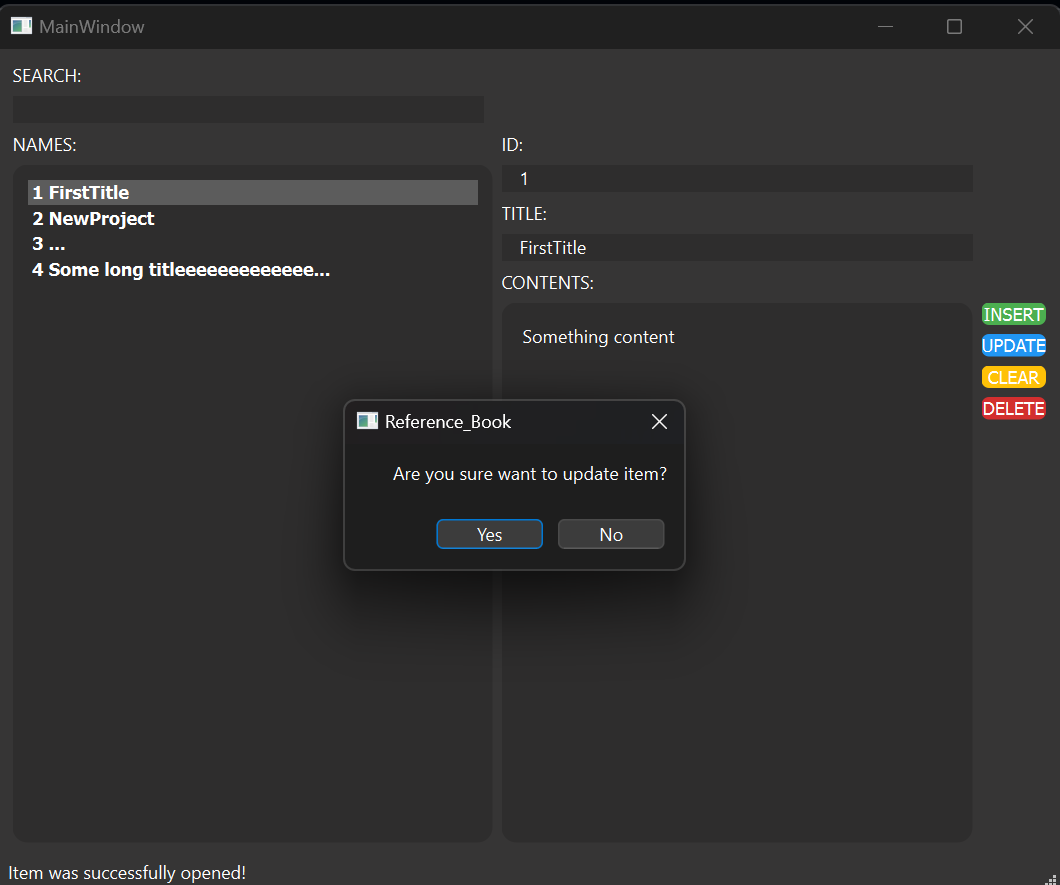 MainWindow
SEARCH:
NAMES:
1 FirstTitle
2 NewProject
3 ...
4 Some long titleeeeeeeeeeeee...
ID:
1
TITLE:
FirstTitle
CONTENTS:
Something content
INSERT
UPDATE
CLEAR
DELETE
Reference_Book
Are you sure want to update item?
Yes
No
Item was successfully opened!